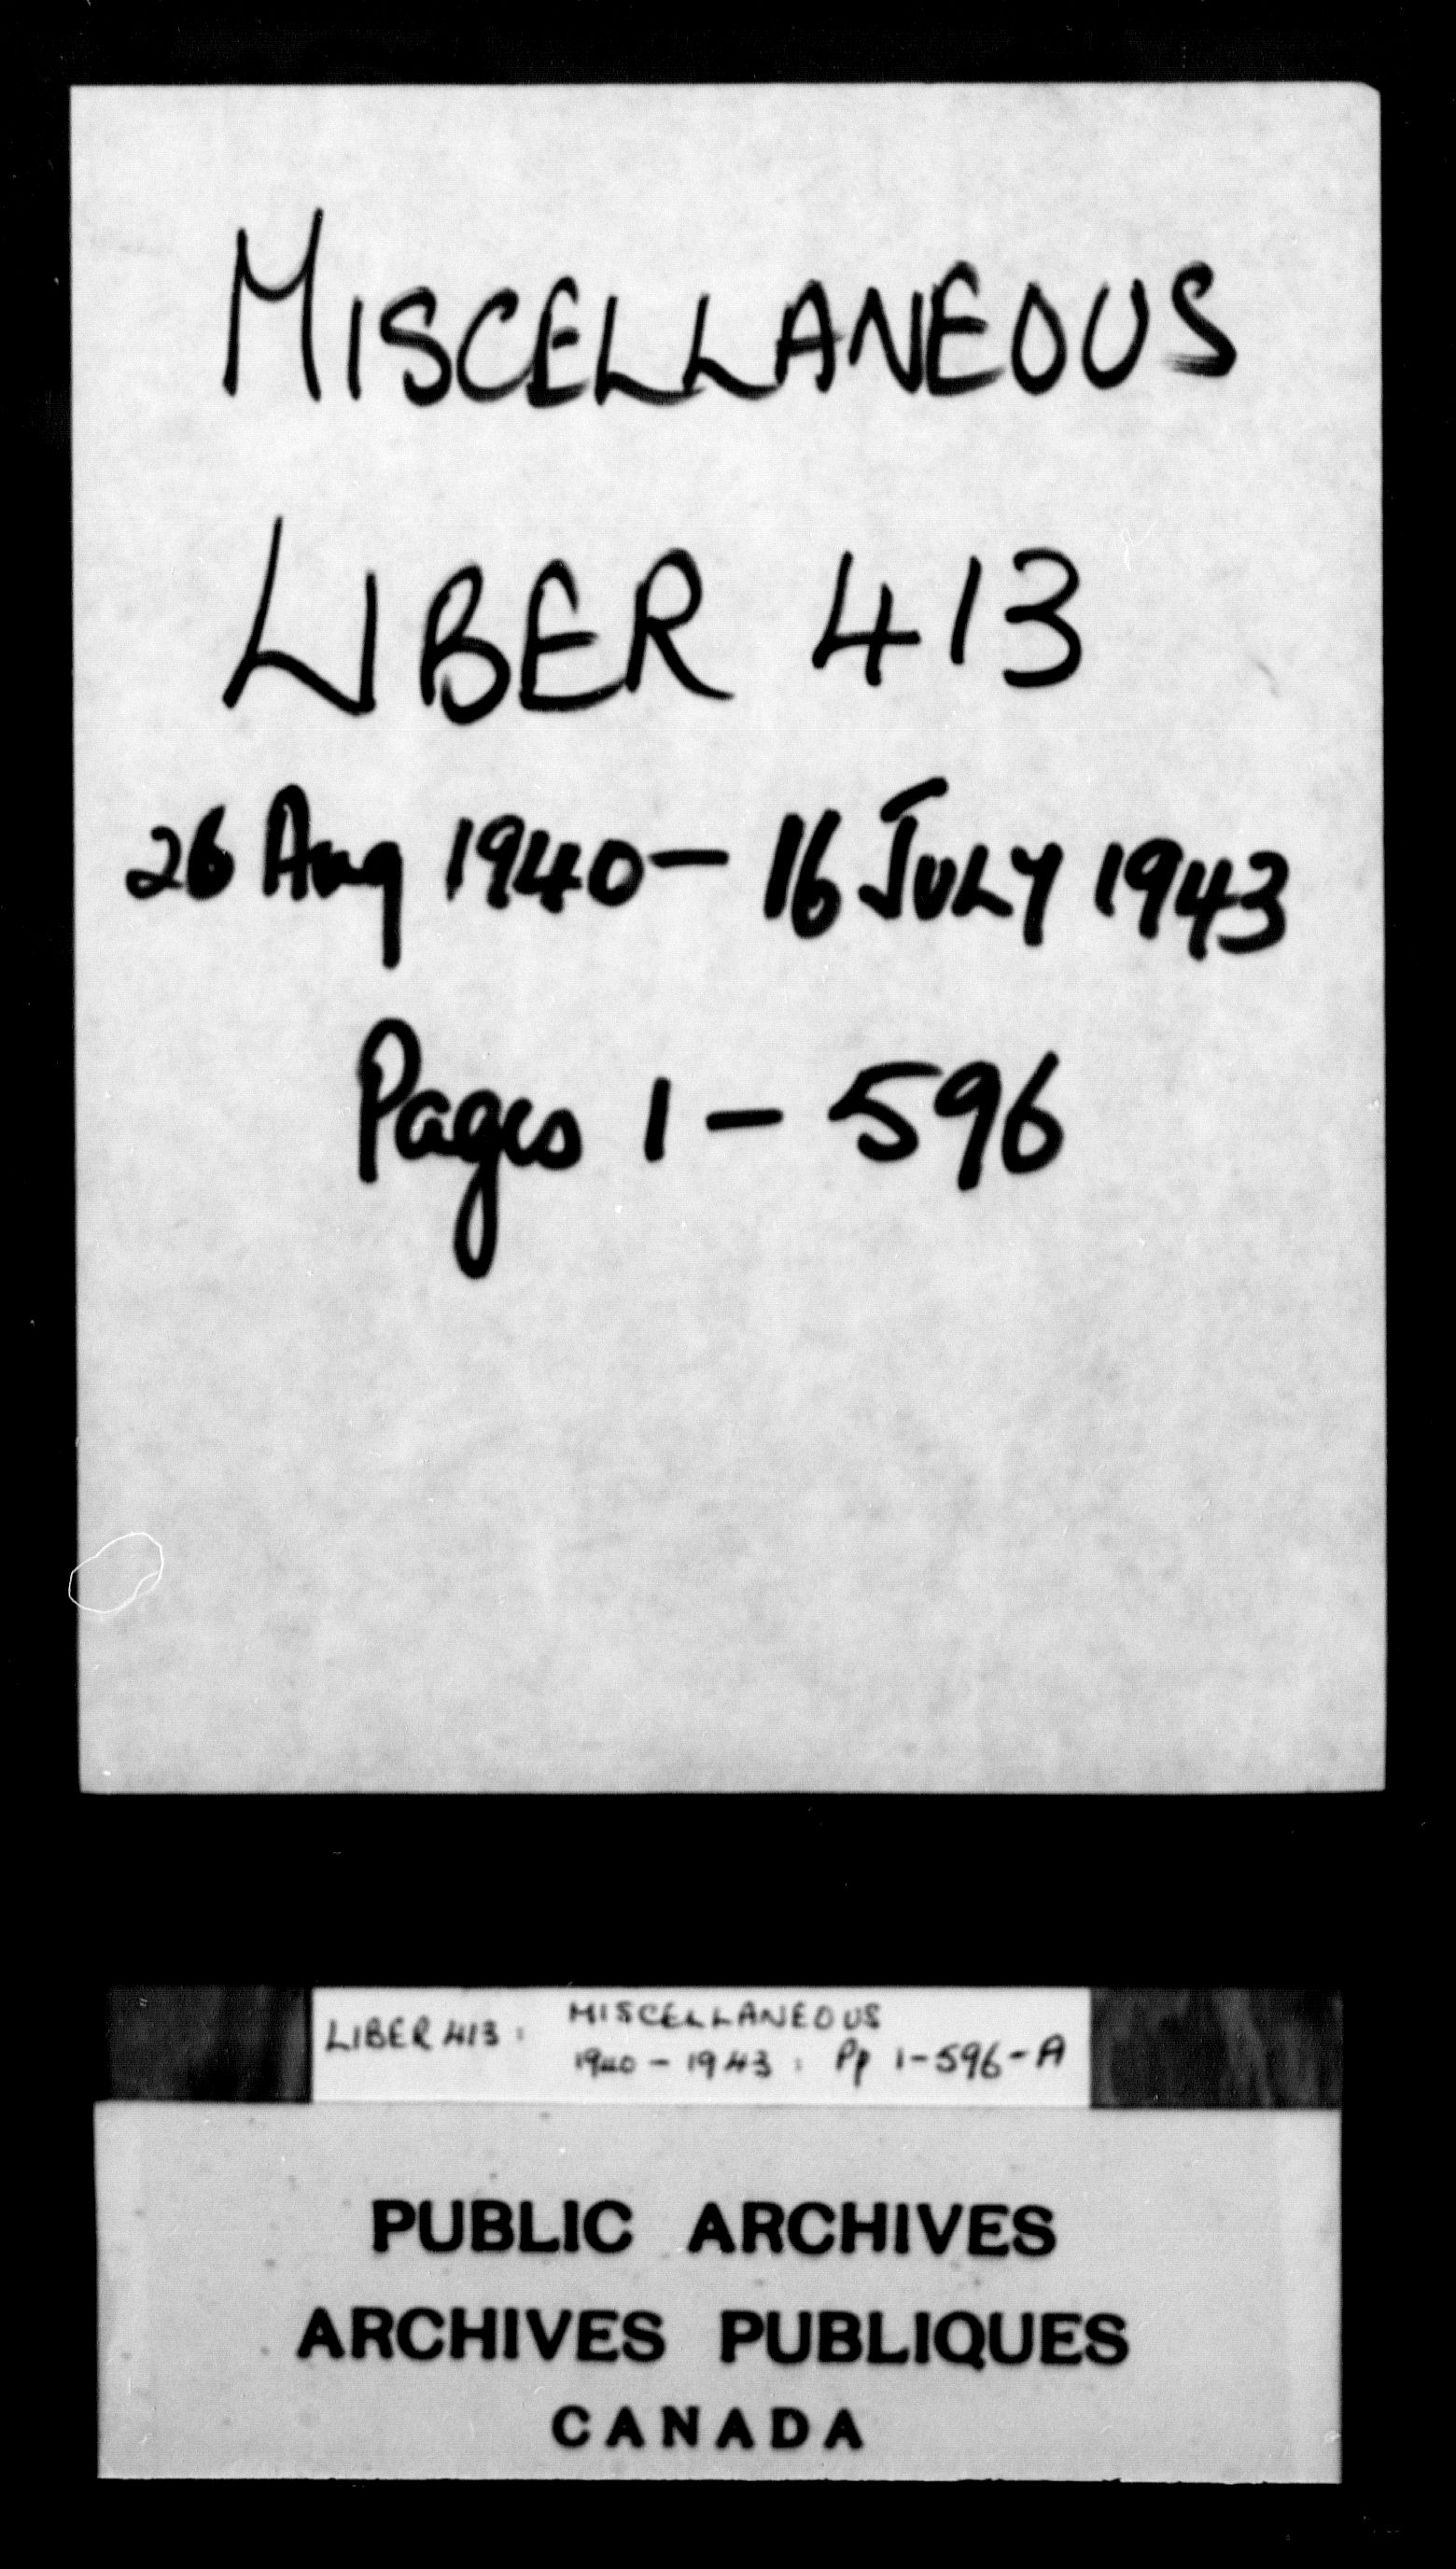 MISCELLANEOUS
LIBER 413
26 Aug 1940 - 16 JULY 1943
Pages 1 - 596
LIBER 413 : MISCELLANEOUS
1940 - 1943 : Pp 1-596-A
PUBLIC ARCHIVES
ARCHIVES PUBLIQUES
CANADA